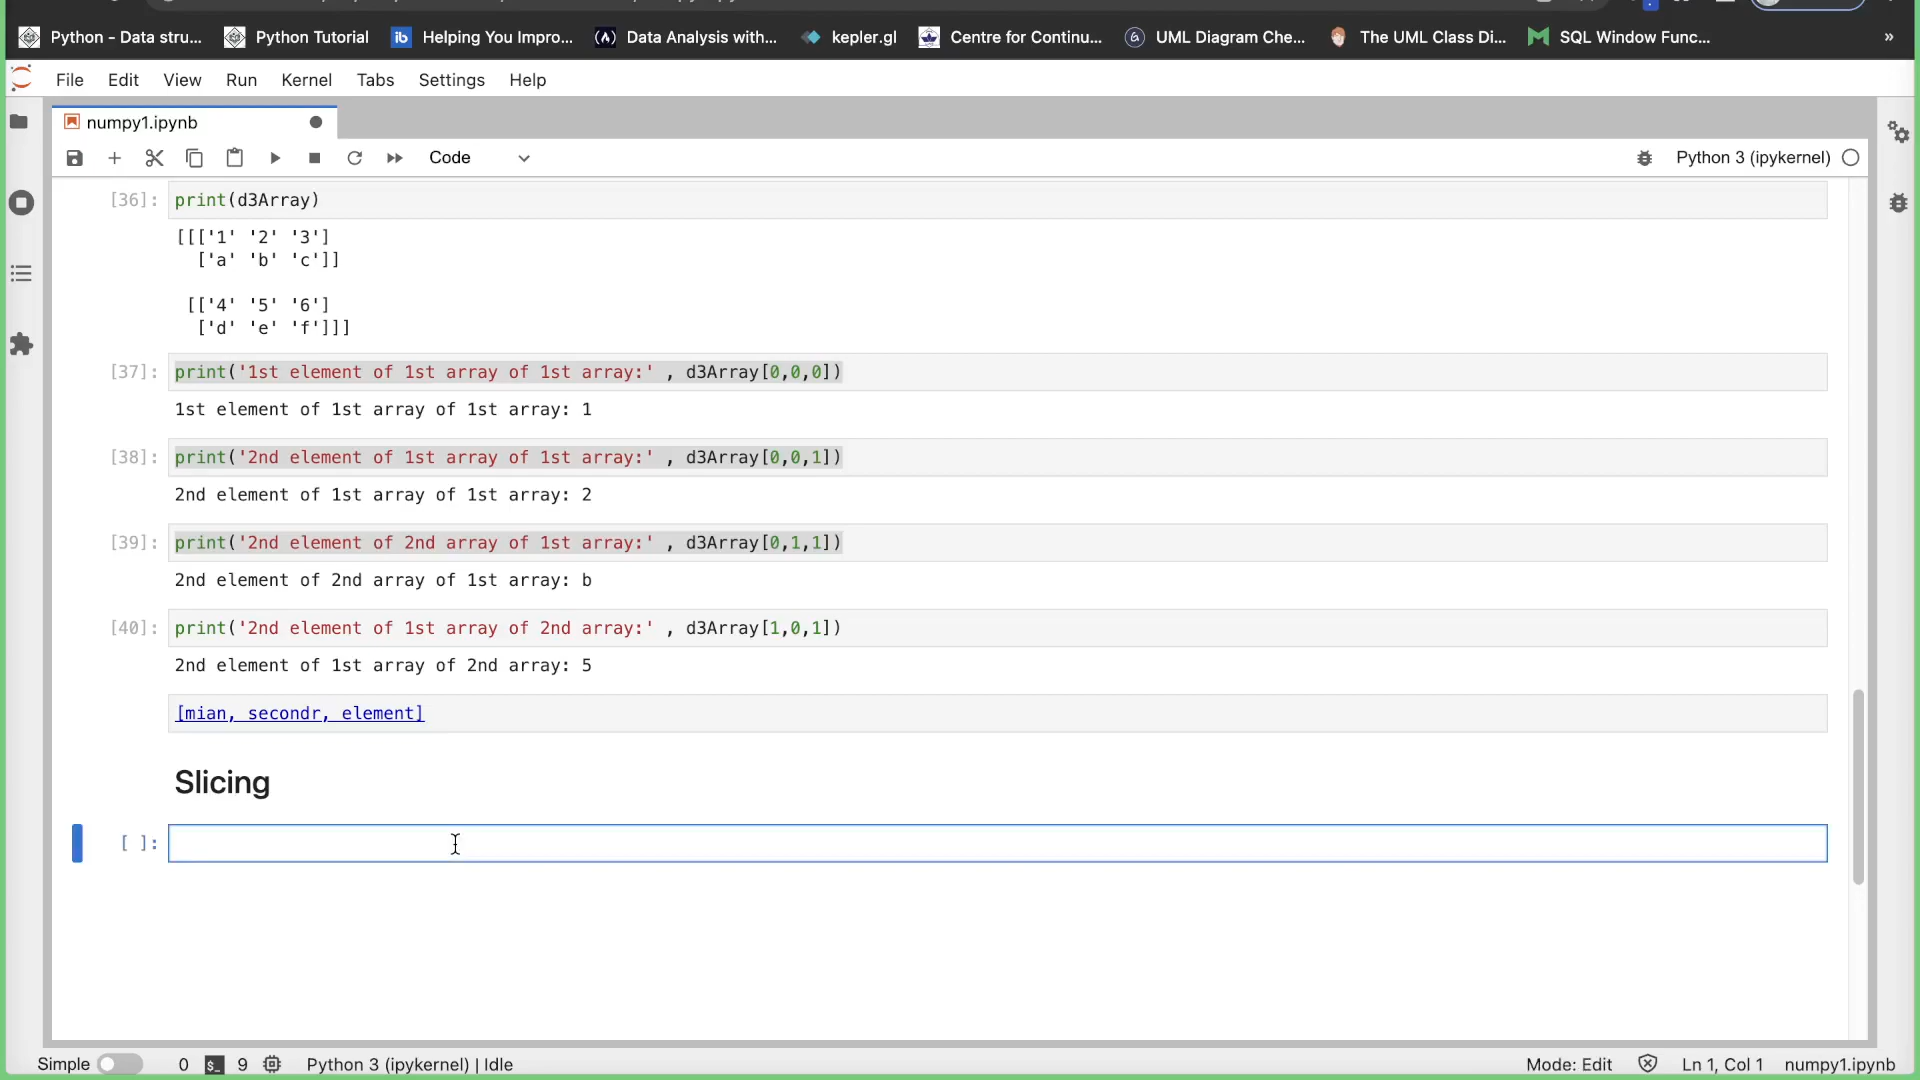 Python - Data stru...
Python Tutorial
Helping You Impro...
Data Analysis with...
kepler.gl
Centre for Continu...
UML Diagram Che...
The UML Class Di...
SQL Window Func...
»
File Edit View Run Kernel Tabs Settings Help
numpy1.ipynb
Code
Python 3 (ipykernel)
[36]: print(d3Array)
[[['1' '2' '3']
['a' 'b' 'c']]
[['4' '5' '6']
['d' 'e' 'f']]]
[37]: print('1st element of 1st array of 1st array:' , d3Array[0,0,0])
1st element of 1st array of 1st array: 1
[38]: print('2nd element of 1st array of 1st array:' , d3Array[0,0,1])
2nd element of 1st array of 1st array: 2
[39]: print('2nd element of 2nd array of 1st array:' , d3Array[0,1,1])
2nd element of 2nd array of 1st array: b
[40]: print('2nd element of 1st array of 2nd array:' , d3Array[1,0,1])
2nd element of 1st array of 2nd array: 5
[mian, secondr, element]
Slicing
[ ]:
Simple 0 $_ 9 Python 3 (ipykernel) | Idle
Mode: Edit Ln 1, Col 1 numpy1.ipynb